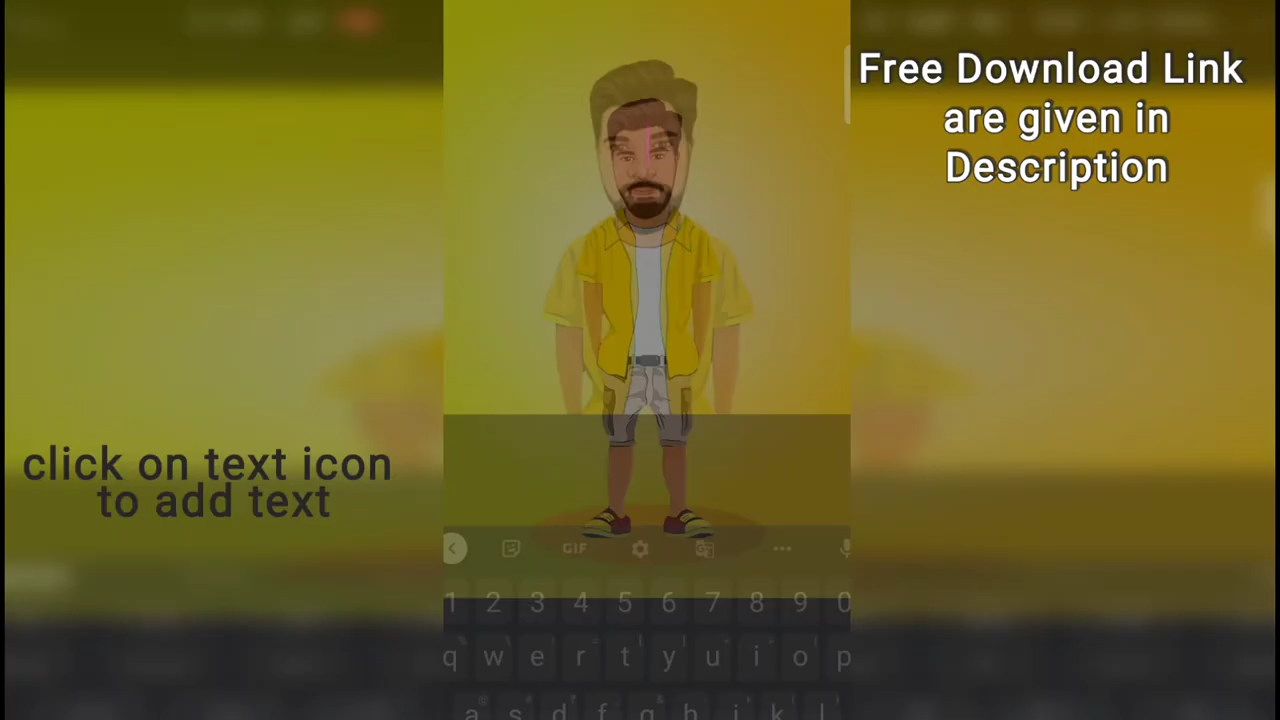 Free Download Link
are given in
Description
click on text icon
to add text
GIF
1 2 3 4 5 6 7 8 9 0
q w e r t y u i o p
a s d f g h j k l